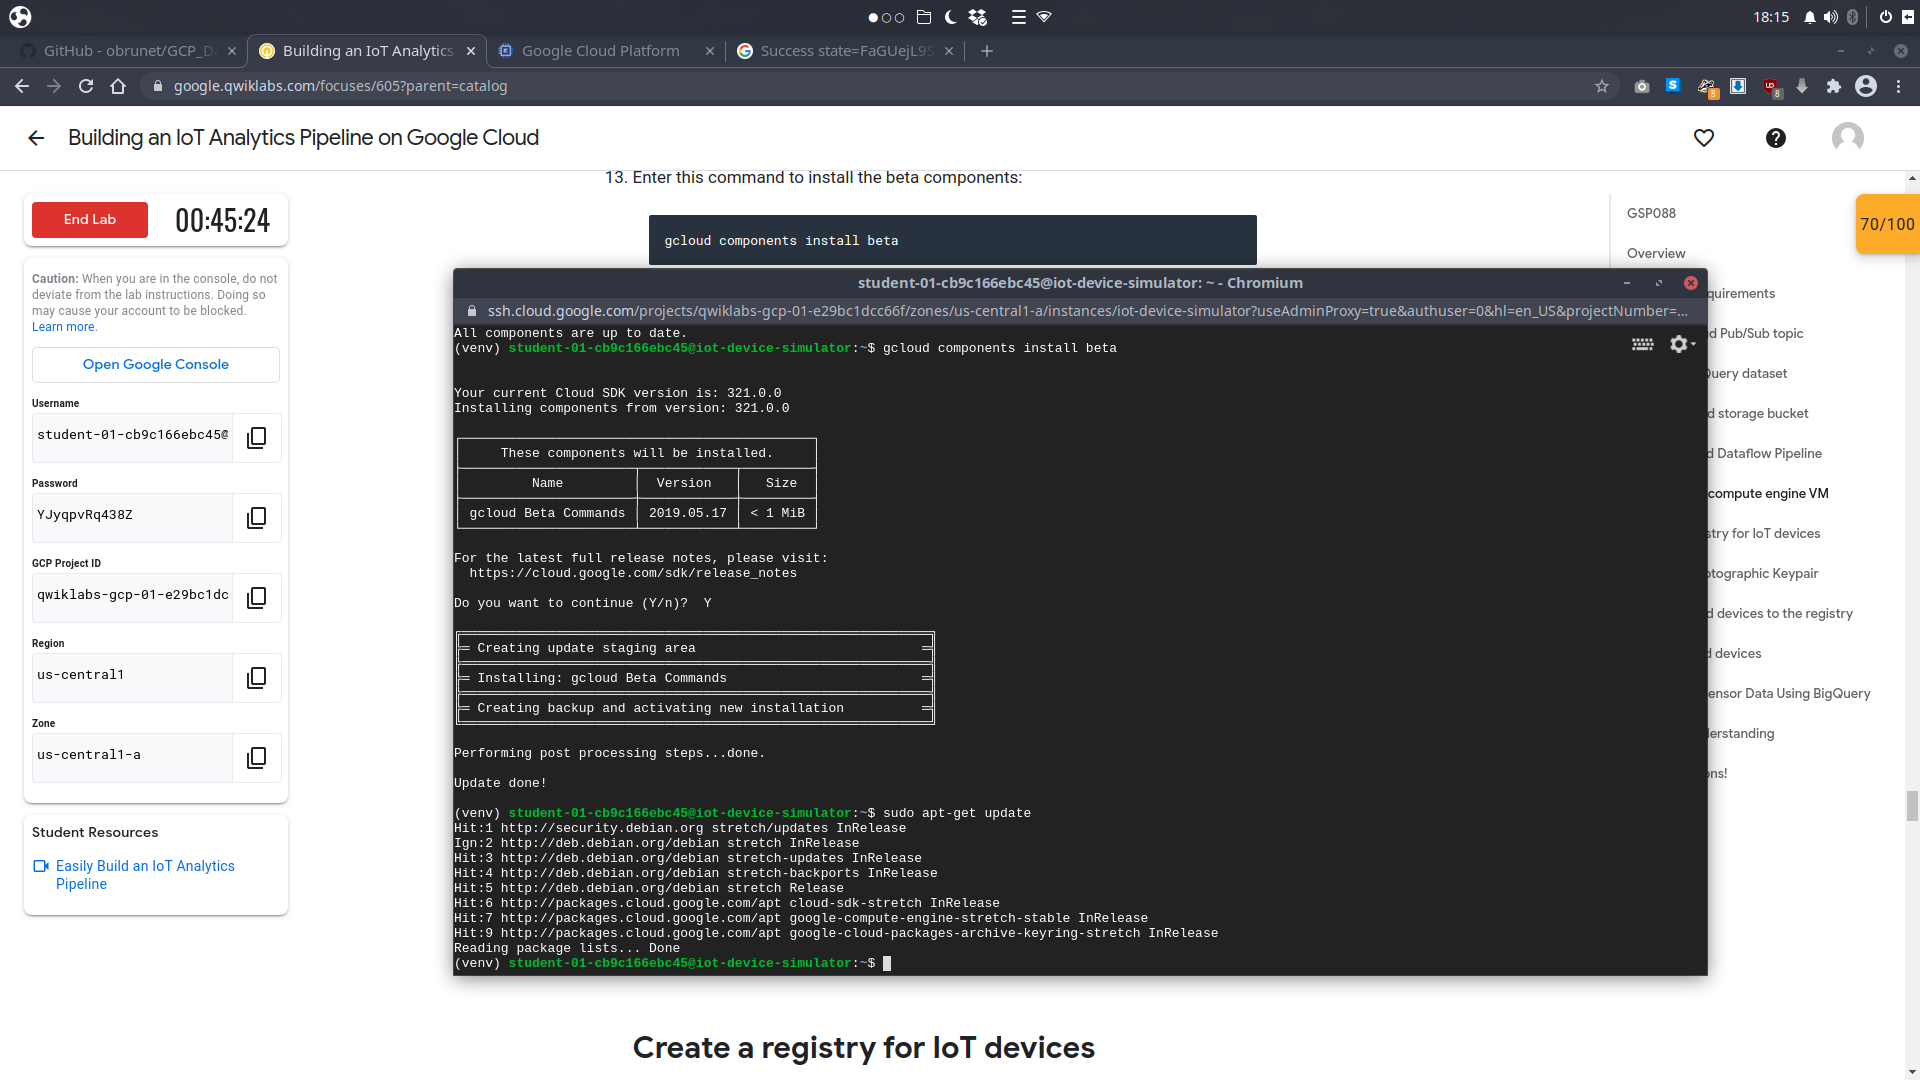 18:15
GitHub - obrunet/GCP_Da
Building an IoT Analytics
Google Cloud Platform
Success state=FaGUejL9S
google.qwiklabs.com/focuses/605?parent=catalog
8
8
Building an IoT Analytics Pipeline on Google Cloud
End Lab
00:45:24
Caution: When you are in the console, do not
deviate from the lab instructions. Doing so
may cause your account to be blocked.
Learn more.
Open Google Console
Username
student-01-cb9c166ebc45@
Password
YJyqpvRq438Z
GCP Project ID
qwiklabs-gcp-01-e29bc1dc
Region
us-central1
Zone
us-central1-a
Student Resources
Easily Build an IoT Analytics
Pipeline
13. Enter this command to install the beta components:
gcloud components install beta
student-01-cb9c166ebc45@iot-device-simulator: ~ - Chromium
ssh.cloud.google.com/projects/qwiklabs-gcp-01-e29bc1dcc66f/zones/us-central1-a/instances/iot-device-simulator?useAdminProxy=true&authuser=0&hl=en_US&projectNumber=...
All components are up to date.
(venv) student-01-cb9c166ebc45@iot-device-simulator:~$ gcloud components install beta
Your current Cloud SDK version is: 321.0.0
Installing components from version: 321.0.0
These components will be installed.
Name Version Size
gcloud Beta Commands 2019.05.17 < 1 MiB
For the latest full release notes, please visit:
https://cloud.google.com/sdk/release_notes
Do you want to continue (Y/n)? Y
Creating update staging area
Installing: gcloud Beta Commands
Creating backup and activating new installation
Performing post processing steps...done.
Update done!
(venv) student-01-cb9c166ebc45@iot-device-simulator:~$ sudo apt-get update
Hit:1 http://security.debian.org stretch/updates InRelease
Ign:2 http://deb.debian.org/debian stretch InRelease
Hit:3 http://deb.debian.org/debian stretch-updates InRelease
Hit:4 http://deb.debian.org/debian stretch-backports InRelease
Hit:5 http://deb.debian.org/debian stretch Release
Hit:6 http://packages.cloud.google.com/apt cloud-sdk-stretch InRelease
Hit:7 http://packages.cloud.google.com/apt google-compute-engine-stretch-stable InRelease
Hit:9 http://packages.cloud.google.com/apt google-cloud-packages-archive-keyring-stretch InRelease
Reading package lists... Done
(venv) student-01-cb9c166ebc45@iot-device-simulator:~$
Create a registry for IoT devices
GSP088
Overview
quirements
d Pub/Sub topic
Query dataset
d storage bucket
d Dataflow Pipeline
compute engine VM
stry for IoT devices
ptographic Keypair
d devices to the registry
d devices
ensor Data Using BigQuery
derstanding
ons!
70/100